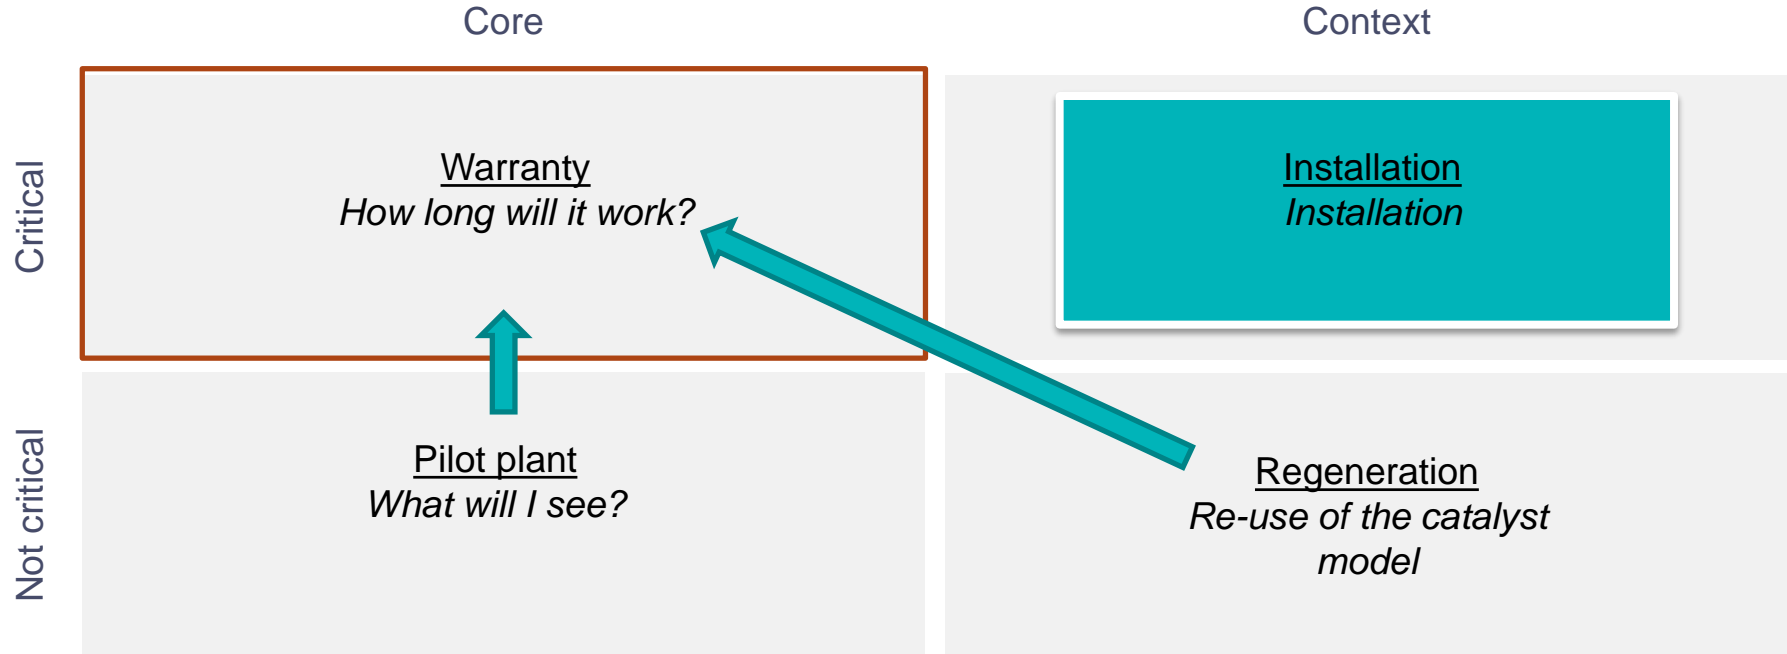 Core
Context
Critical
Warranty
How long will it work?
Installation
Installation
Not critical
Pilot plant
What will I see?
Regeneration
Re-use of the catalyst
model